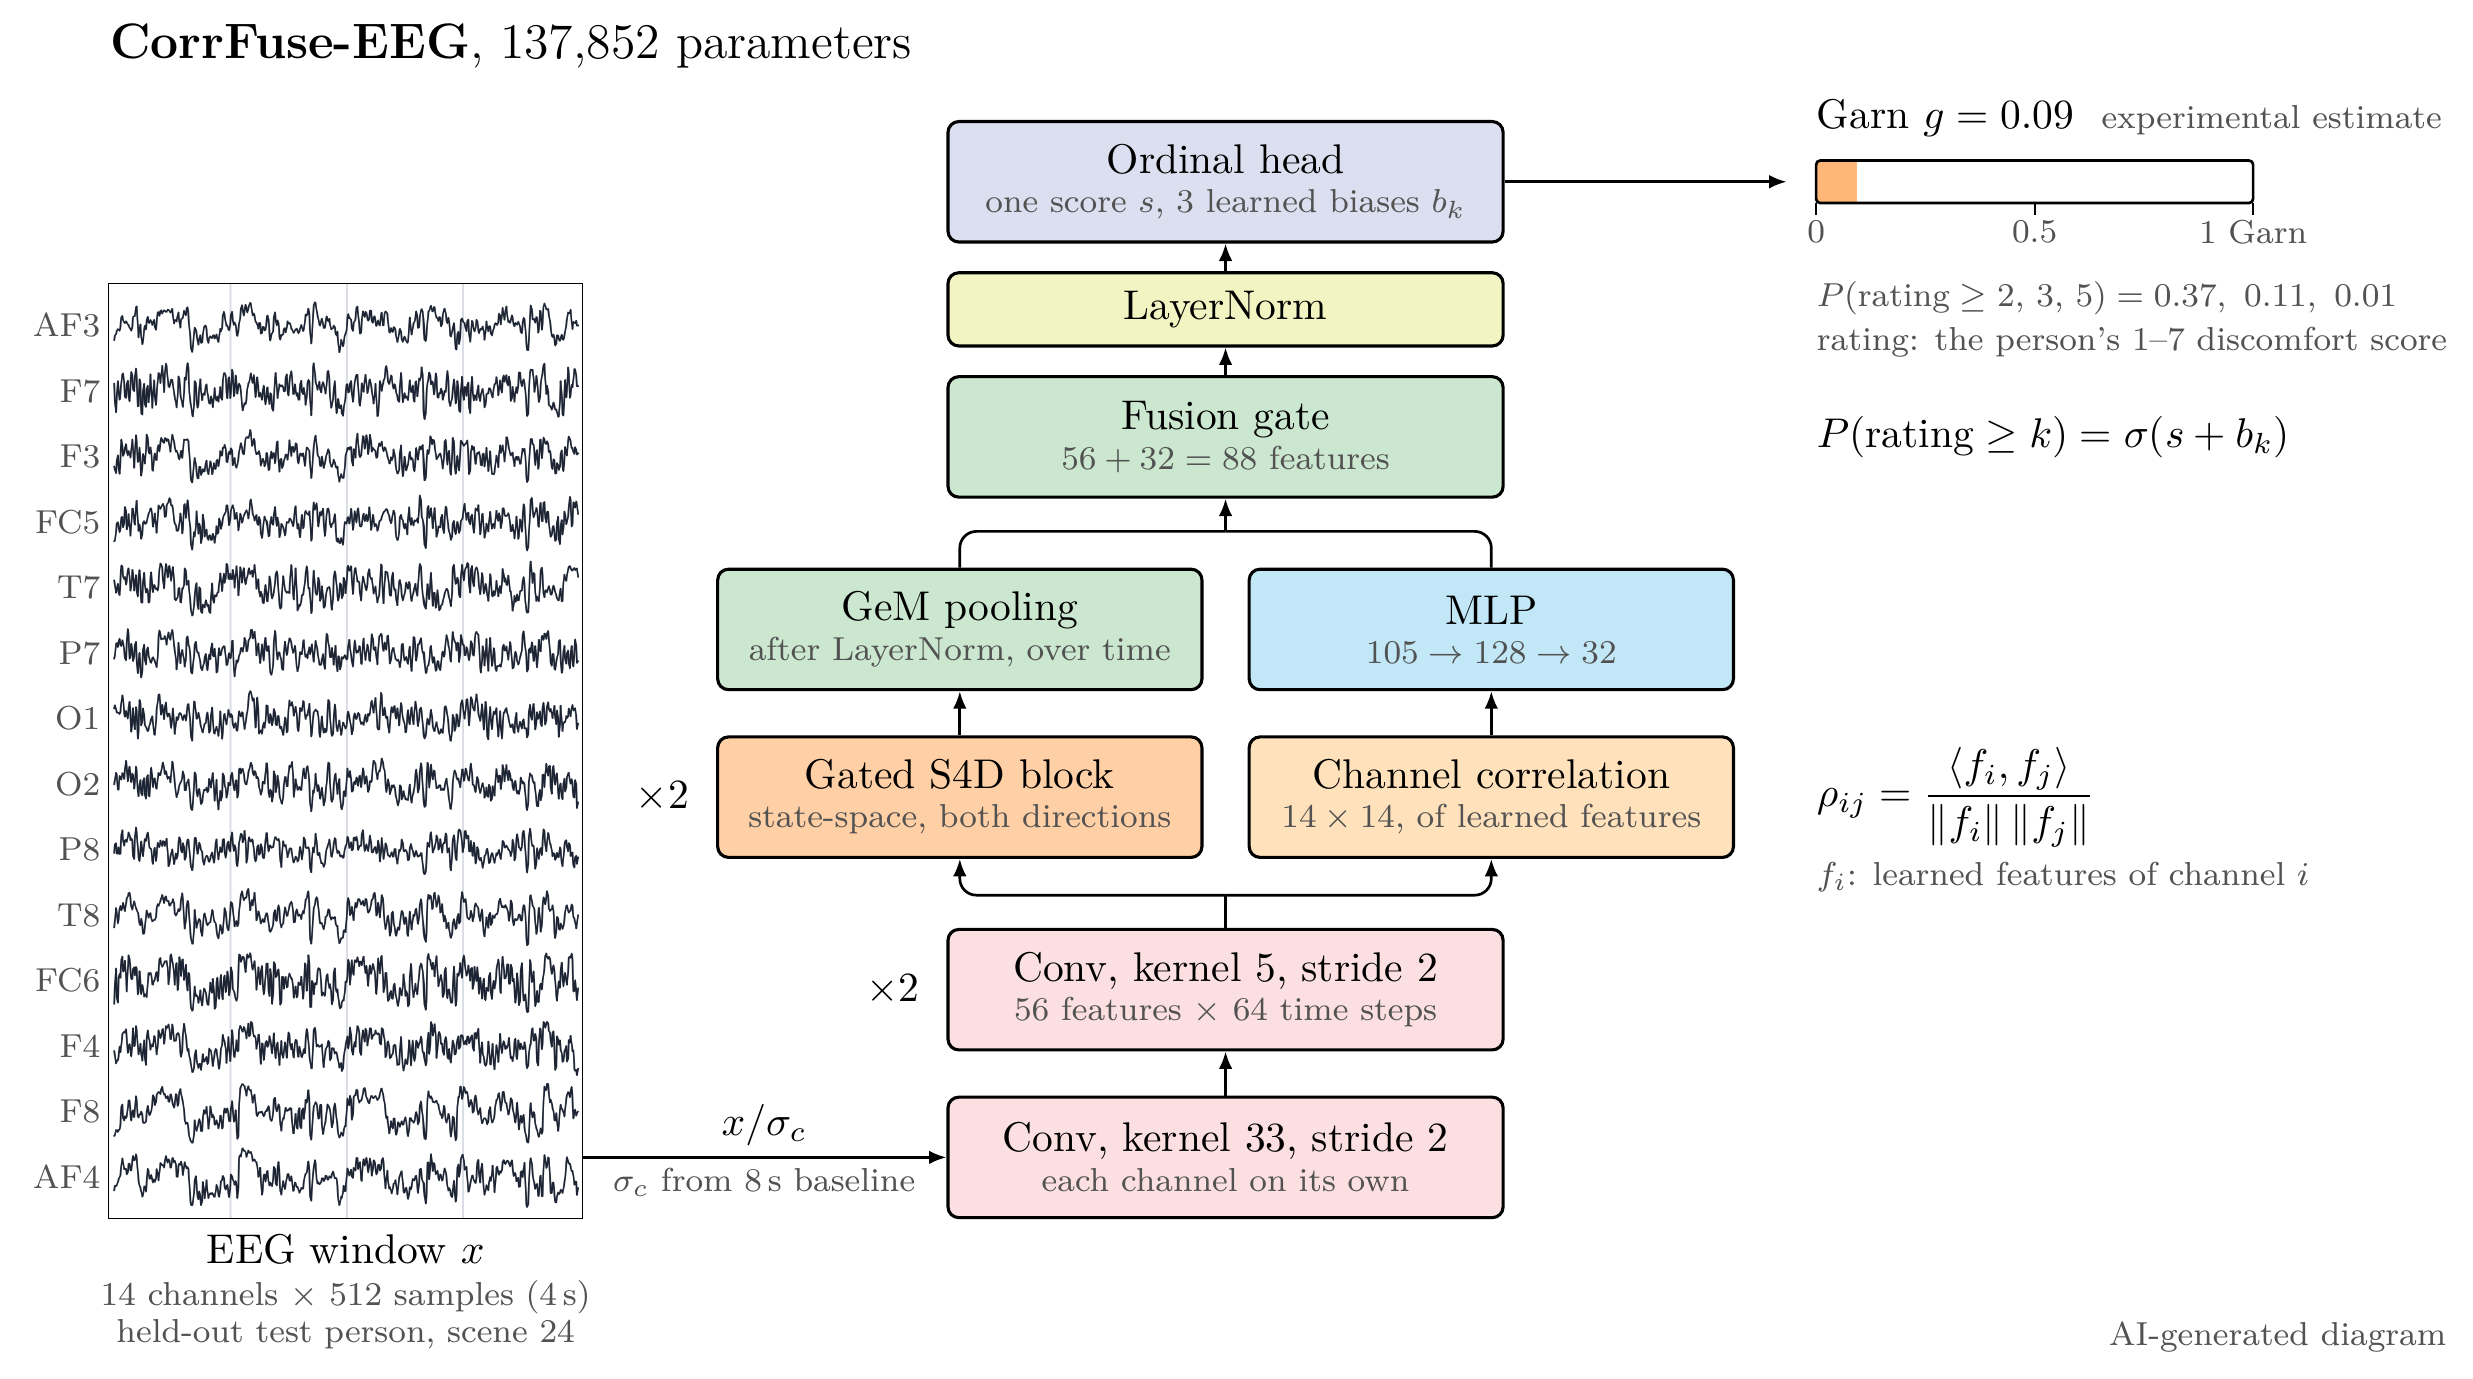 CorrFuse-EEG, 137,852 parameters
Garn g = 0.09 experimental estimate
0 0.5 1 Garn
P(rating ≥ 2, 3, 5) = 0.37, 0.11, 0.01
rating: the person's 1–7 discomfort score
P(rating ≥ k) = σ(s + b_k)
Ordinal head
one score s, 3 learned biases b_k
LayerNorm
Fusion gate
56 + 32 = 88 features
GeM pooling
after LayerNorm, over time
MLP
105 → 128 → 32
×2
Gated S4D block
state-space, both directions
Channel correlation
14 × 14, of learned features
ρ_ij = ⟨f_i, f_j⟩ / ‖f_i‖ ‖f_j‖
f_i: learned features of channel i
×2
Conv, kernel 5, stride 2
56 features × 64 time steps
Conv, kernel 33, stride 2
each channel on its own
x/σ_c
σ_c from 8 s baseline
AF3
F7
F3
FC5
T7
P7
O1
O2
P8
T8
FC6
F4
F8
AF4
EEG window x
14 channels × 512 samples (4 s)
held-out test person, scene 24
AI-generated diagram